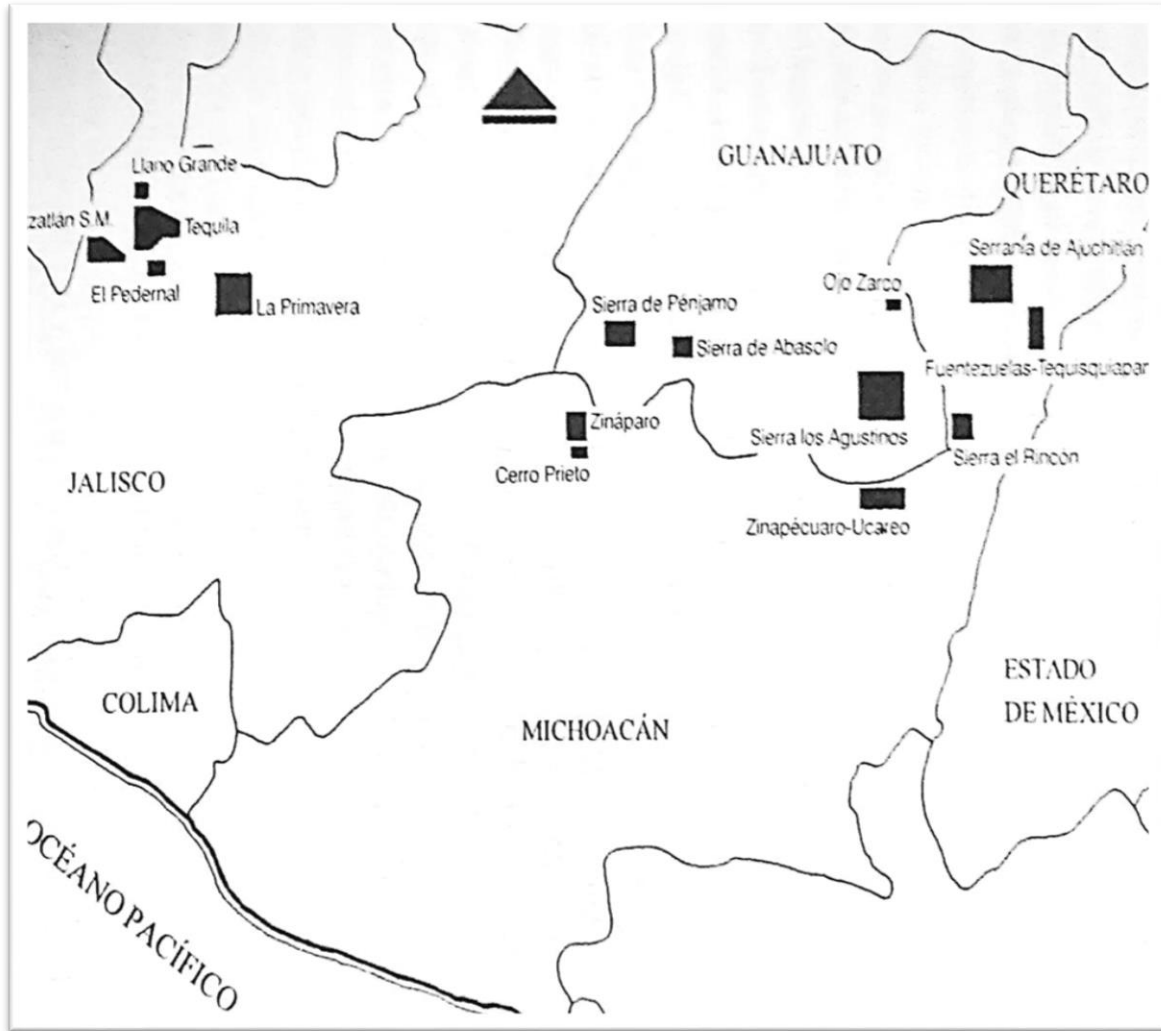 GUANAJUATO
QUERÉTARO
Llano Grande
zatlán S.M.
Tequila
El Pedernal
La Primavera
Serranía de Ajuchitlán
Ojo Zarco
Sierra de Pénjamo
Sierra de Abasolo
Fuentezuelas-Tequisquiapan
Zináparo
Cerro Prieto
Sierra los Agustinos
Sierra el Rincón
JALISCO
Zinapécuaro-Ucareo
COLIMA
MICHOACÁN
ESTADO
DE MÉXICO
OCÉANO PACÍFICO